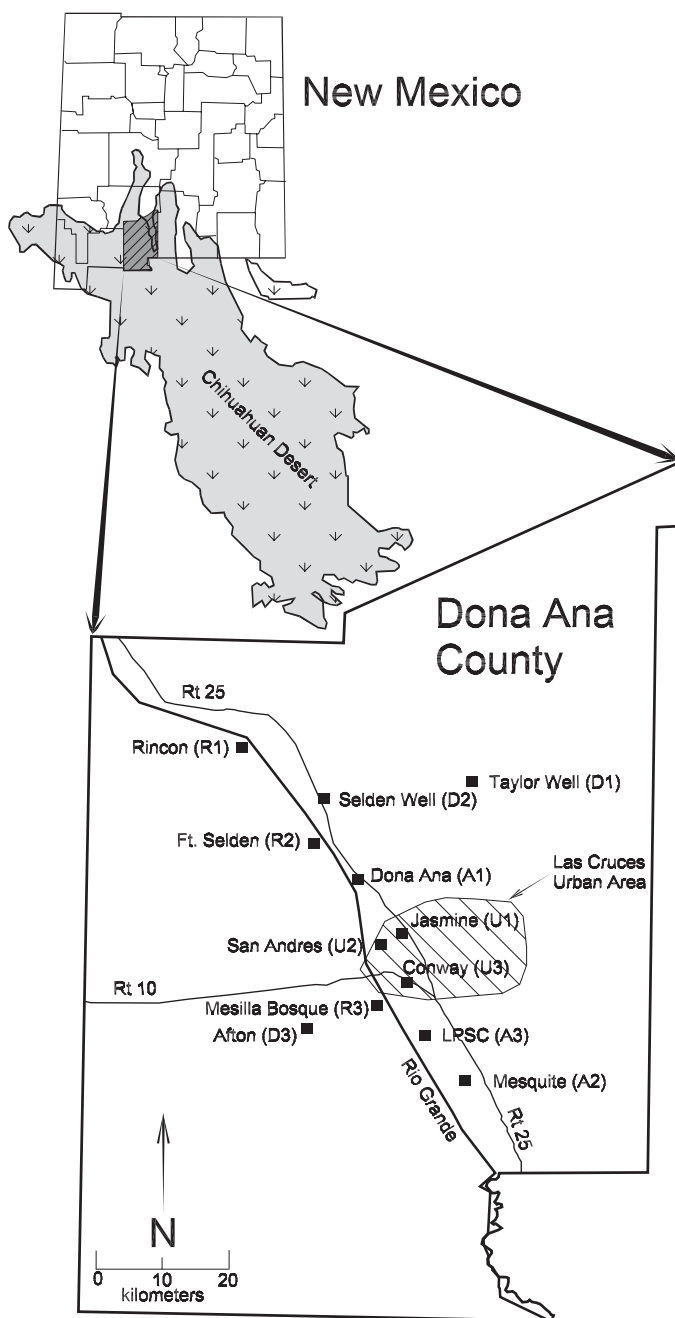 New Mexico
Chihuahuan Desert
Dona Ana
County
Rt 25
Rincon (R1)
Taylor Well (D1)
Selden Well (D2)
Ft. Selden (R2)
Las Cruces
Urban Area
Dona Ana (A1)
Jasmine (U1)
San Andres (U2)
Conway (U3)
Rt 10
Mesilla Bosque (R3)
Afton (D3)
LPSC (A3)
Rio Grande
Mesquite (A2)
Rt 25
N
0 10 20
kilometers